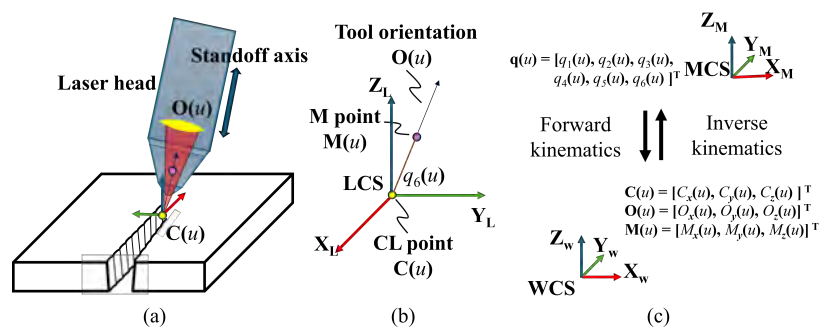 (a)
Standoff axis
Laser head
O(u)
C(u)
(a)
(b)
Tool orientation
O(u)
Z_L
M point
M(u)
LCS
q_6(u)
Y_L
X_L
CL point
C(u)
(b)
Z_M
Y_M
q(u) = [q_1(u), q_2(u), q_3(u),
q_4(u), q_5(u), q_6(u) ]^T
MCS
X_M
Forward
kinematics
Inverse
kinematics
C(u) = [C_x(u), C_y(u), C_z(u) ]^T
O(u) = [O_x(u), O_y(u), O_z(u)]^T
M(u) = [M_x(u), M_y(u), M_z(u)]^T
Z_w
Y_w
X_w
WCS
(c)